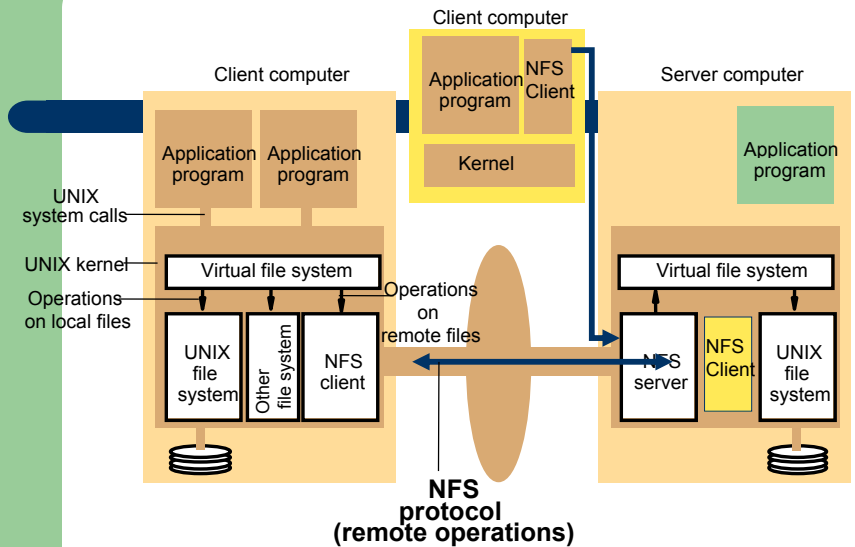 Client computer
Client computer
Server computer
Application
program
NFS
Client
Kernel
Application
program
Application
program
Application
program
UNIX
system calls
UNIX kernel
Virtual file system
Virtual file system
Operations
on local files
Operations
on
remote files
UNIX
file
system
Other
file system
NFS
client
NFS
server
NFS
Client
UNIX
file
system
NFS
protocol
(remote operations)